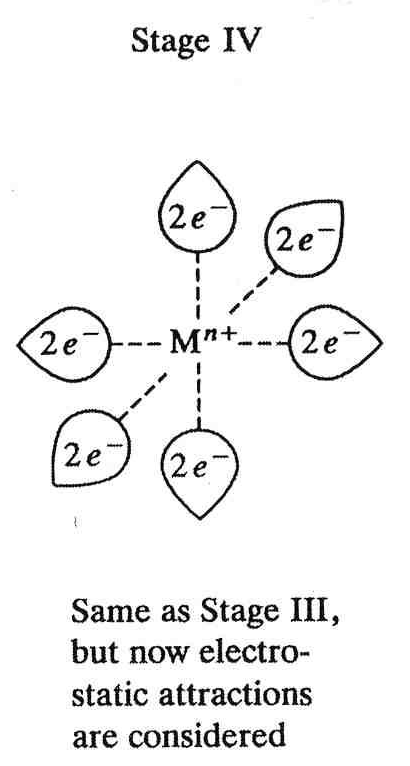 Stage IV
2e⁻
2e⁻
2e⁻ Mⁿ⁺ 2e⁻
2e⁻
2e⁻
Same as Stage III,
but now electro-
static attractions
are considered